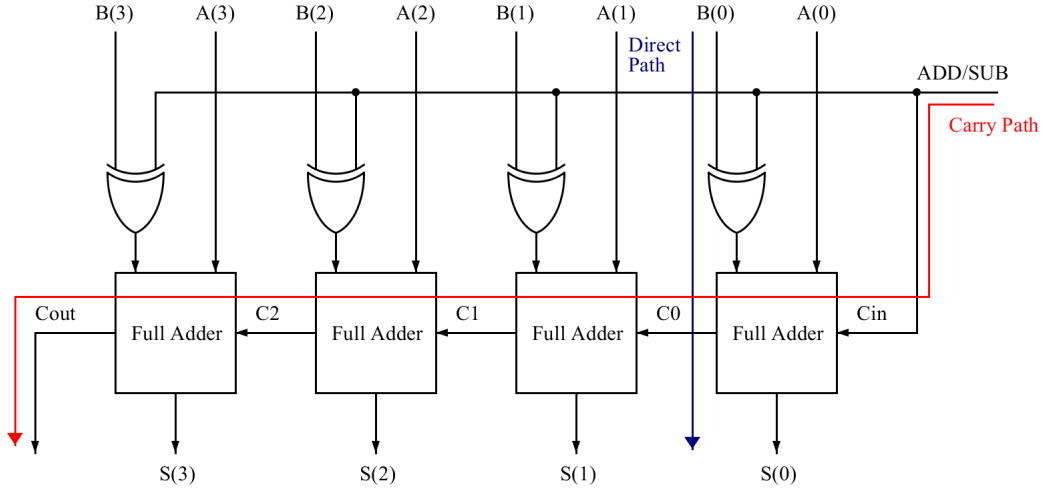 B(3) A(3) B(2) A(2) B(1) A(1) B(0) A(0)
Direct
Path
ADD/SUB
Carry Path
Cout C2 C1 C0 Cin
Full Adder Full Adder Full Adder Full Adder
S(3) S(2) S(1) S(0)